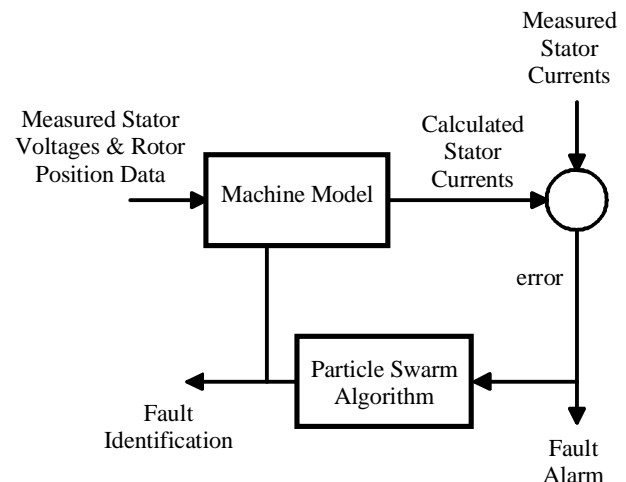 Measured
Stator
Currents
Measured Stator
Voltages & Rotor
Position Data
Calculated
Stator
Currents
Machine Model
error
Particle Swarm
Algorithm
Fault
Identification
Fault
Alarm